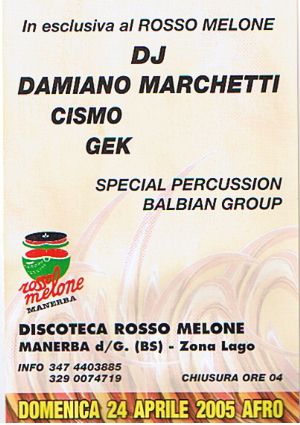 In esclusiva al ROSSO MELONE
DJ
DAMIANO MARCHETTI
CISMO
GEK
SPECIAL PERCUSSION
BALBIAN GROUP
rosso
melone
MANERBA
DISCOTECA ROSSO MELONE
MANERBA d/G. (BS) - Zona Lago
INFO 347 4403885
329 0074719
CHIUSURA ORE 04
DOMENICA 24 APRILE 2005 AFRO